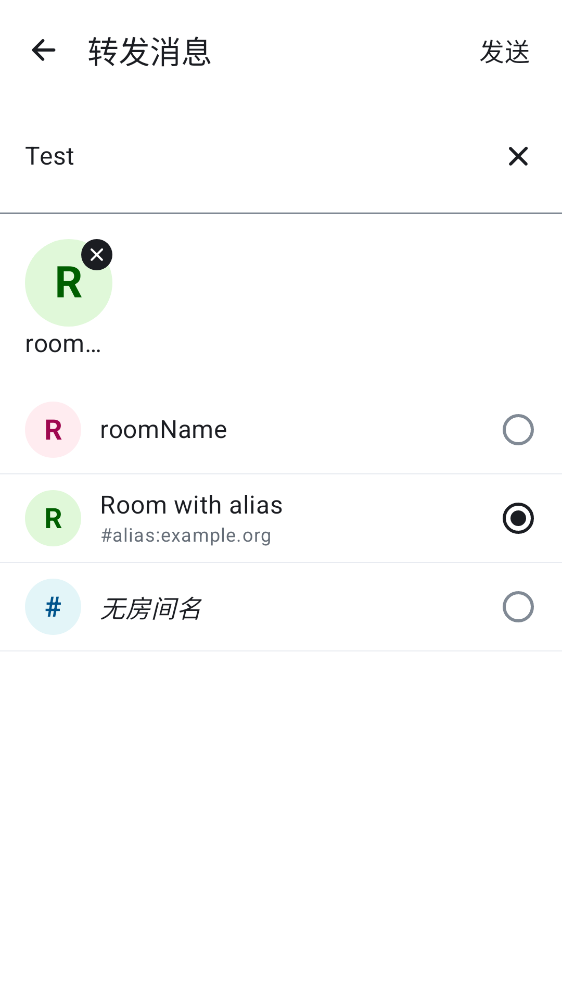 转发消息
发送
Test
R
room…
R
roomName
R
Room with alias
#alias:example.org
#
无房间名